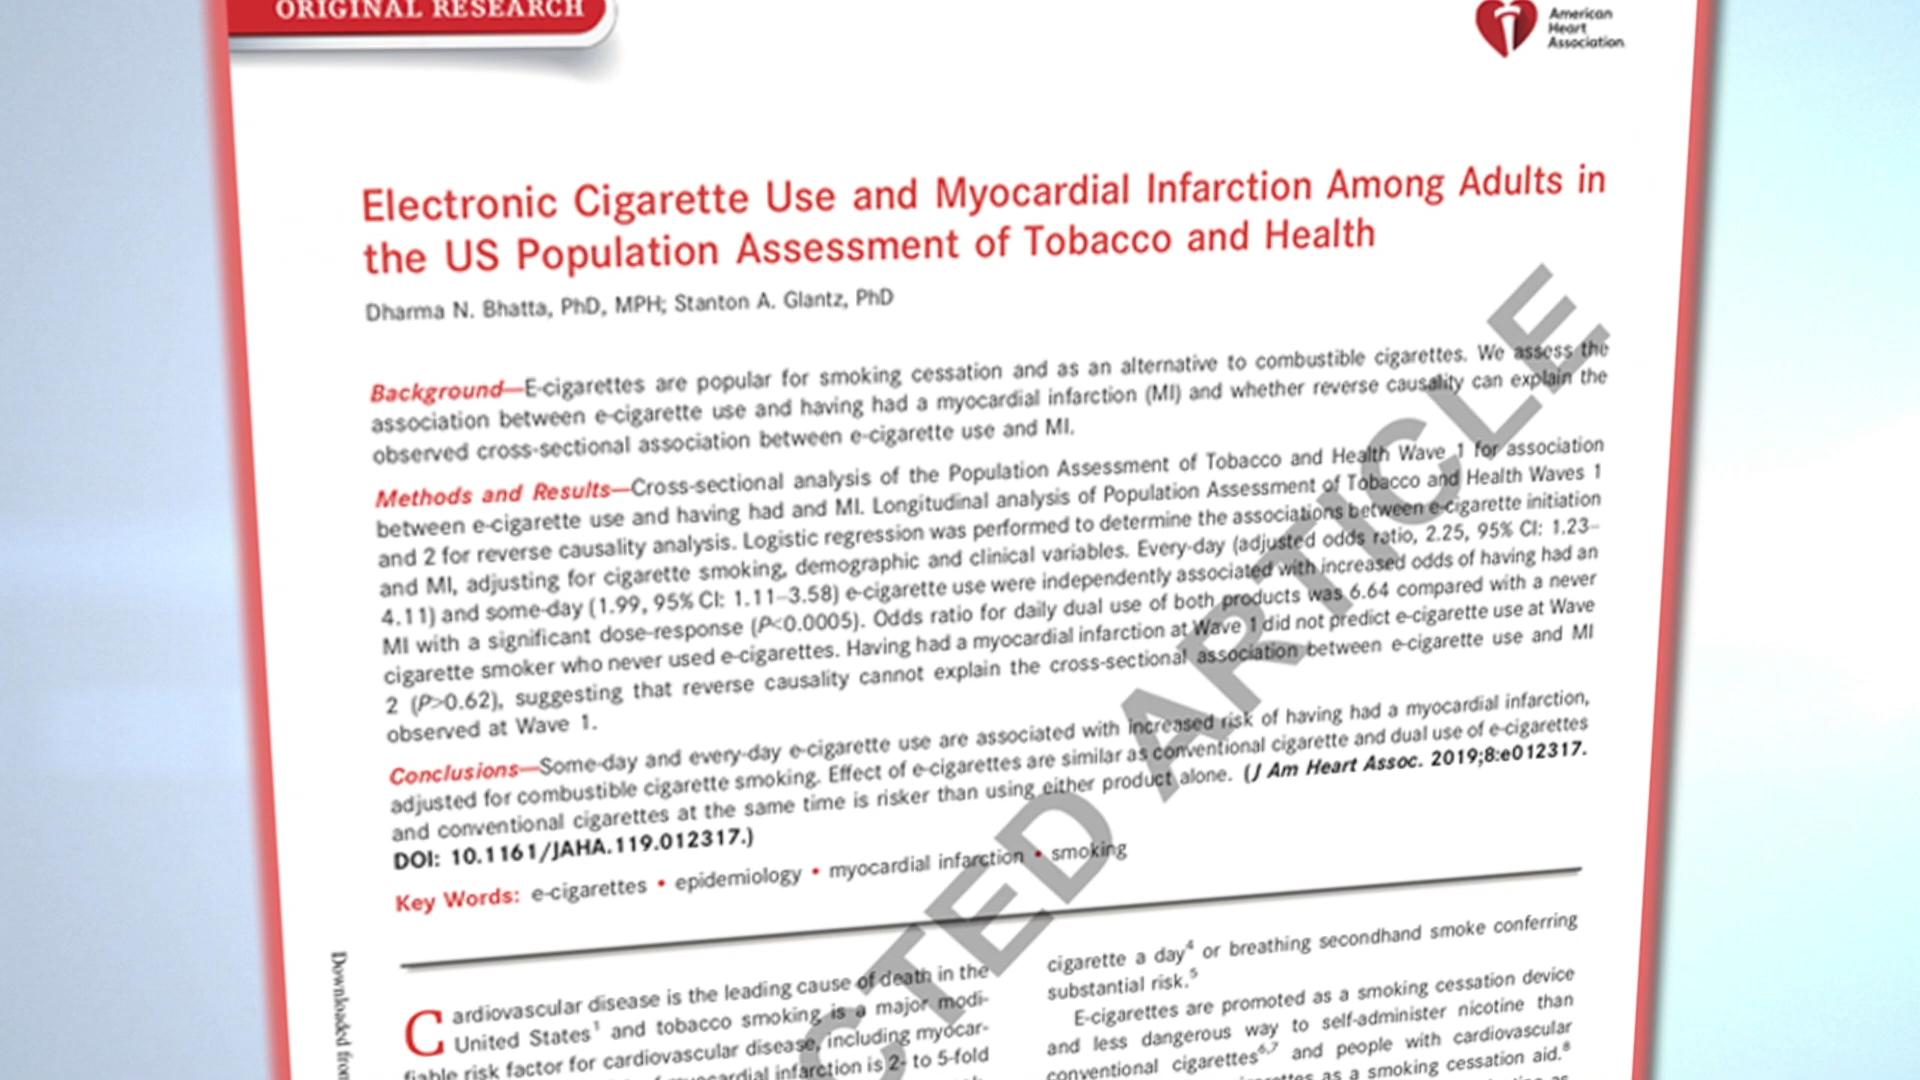 ORIGINAL RESEARCH
American
Heart
Association
Electronic Cigarette Use and Myocardial Infarction Among Adults in
the US Population Assessment of Tobacco and Health
Dharma N. Bhatta, PhD, MPH; Stanton A. Glantz, PhD
Background—E-cigarettes are popular for smoking cessation and as an alternative to combustible cigarettes. We assess the
association between e-cigarette use and having had a myocardial infarction (MI) and whether reverse causality can explain the
observed cross-sectional association between e-cigarette use and MI.
Methods and Results—Cross-sectional analysis of the Population Assessment of Tobacco and Health Wave 1 for association
between e-cigarette use and having had and MI. Longitudinal analysis of Population Assessment of Tobacco and Health Waves 1
and 2 for reverse causality analysis. Logistic regression was performed to determine the associations between e-cigarette initiation
and MI, adjusting for cigarette smoking, demographic and clinical variables. Every-day (adjusted odds ratio, 2.25, 95% CI: 1.23–
4.11) and some-day (1.99, 95% CI: 1.11–3.58) e-cigarette use were independently associated with increased odds of having had an
MI with a significant dose-response (P<0.0005). Odds ratio for daily dual use of both products was 6.64 compared with a never
cigarette smoker who never used e-cigarettes. Having had a myocardial infarction at Wave 1 did not predict e-cigarette use at Wave
2 (P>0.62), suggesting that reverse causality cannot explain the cross-sectional association between e-cigarette use and MI
observed at Wave 1.
Conclusions—Some-day and every-day e-cigarette use are associated with increased risk of having had a myocardial infarction,
adjusted for combustible cigarette smoking. Effect of e-cigarettes are similar as conventional cigarette and dual use of e-cigarettes
and conventional cigarettes at the same time is risker than using either product alone. (J Am Heart Assoc. 2019;8:e012317.
DOI: 10.1161/JAHA.119.012317.)
Key Words: e-cigarettes • epidemiology • myocardial infarction • smoking
Cardiovascular disease is the leading cause of death in the
United States1 and tobacco smoking is a major modi-
fiable risk factor for cardiovascular disease, including myocar-
of myocardial infarction is 2- to 5-fold
cigarette a day4 or breathing secondhand smoke conferring
substantial risk.5
E-cigarettes are promoted as a smoking cessation device
and less dangerous way to self-administer nicotine than
conventional cigarettes6,7 and people with cardiovascular
as a smoking cessation aid.8
Downloaded from
CTED ARTICLE